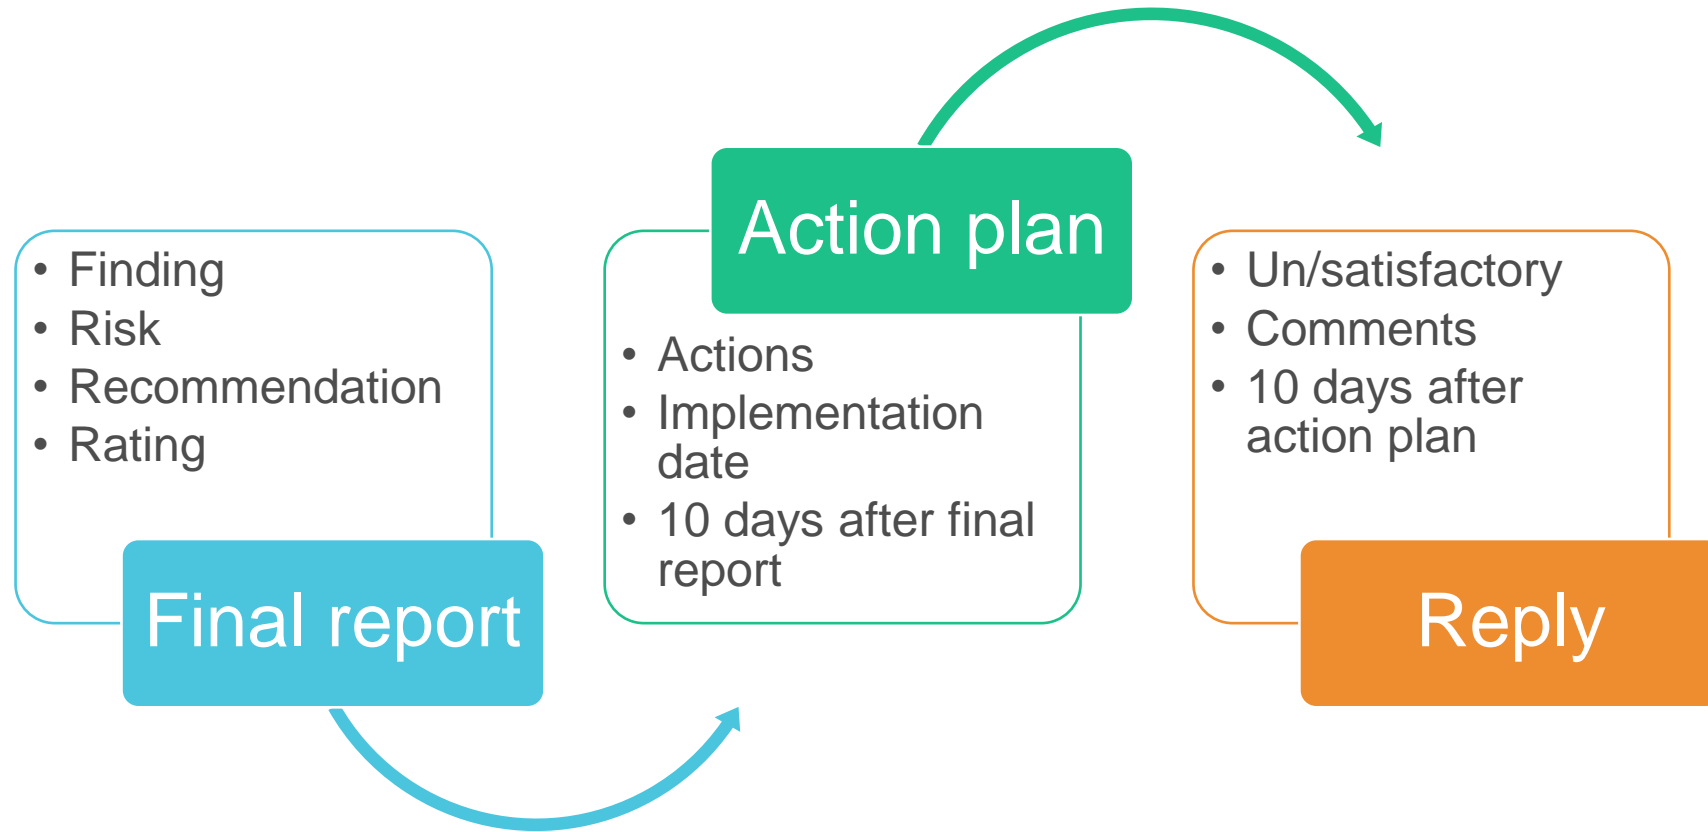 • Finding
• Risk
• Recommendation
• Rating
Final report
Action plan
• Actions
• Implementation
date
• 10 days after final
report
• Un/satisfactory
• Comments
• 10 days after
action plan
Reply